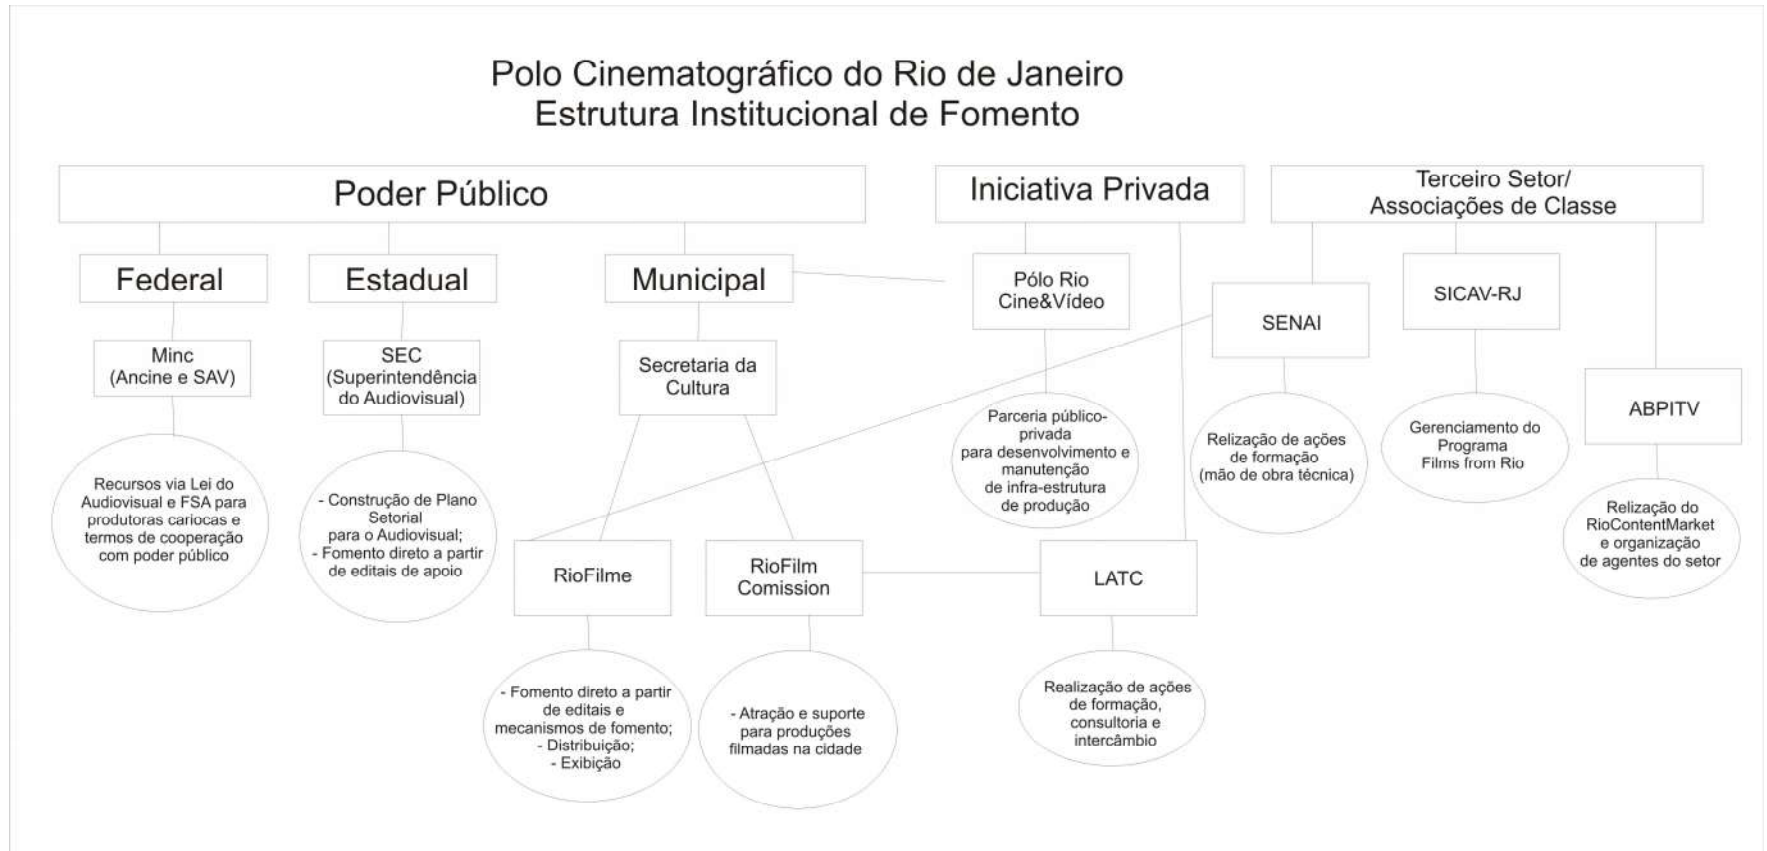 Polo Cinematográfico do Rio de Janeiro
Estrutura Institucional de Fomento
Poder Público
Iniciativa Privada
Terceiro Setor/
Associações de Classe
Federal
Estadual
Municipal
Pólo Rio
Cine&Vídeo
SENAI
SICAV-RJ
Minc
(Ancine e SAV)
SEC
(Superintendência
do Audiovisual)
Secretaria da
Cultura
ABPITV
Recursos via Lei do
Audiovisual e FSA para
produtoras cariocas e
termos de cooperação
com poder público
- Construção de Plano
Setorial
para o Audiovisual;
- Fomento direto a partir
de editais de apoio
Parceria público-
privada
para desenvolvimento e
manutenção
de infra-estrutura
de produção
Relização de ações
de formação
(mão de obra técnica)
Gerenciamento do
Programa
Films from Rio
Relização do
RioContentMarket
e organização
de agentes do setor
RioFilme
RioFilm
Comission
LATC
- Fomento direto a partir
de editais e
mecanismos de fomento;
- Distribuição;
- Exibição
- Atração e suporte
para produções
filmadas na cidade
Realização de ações
de formação,
consultoria e
intercâmbio